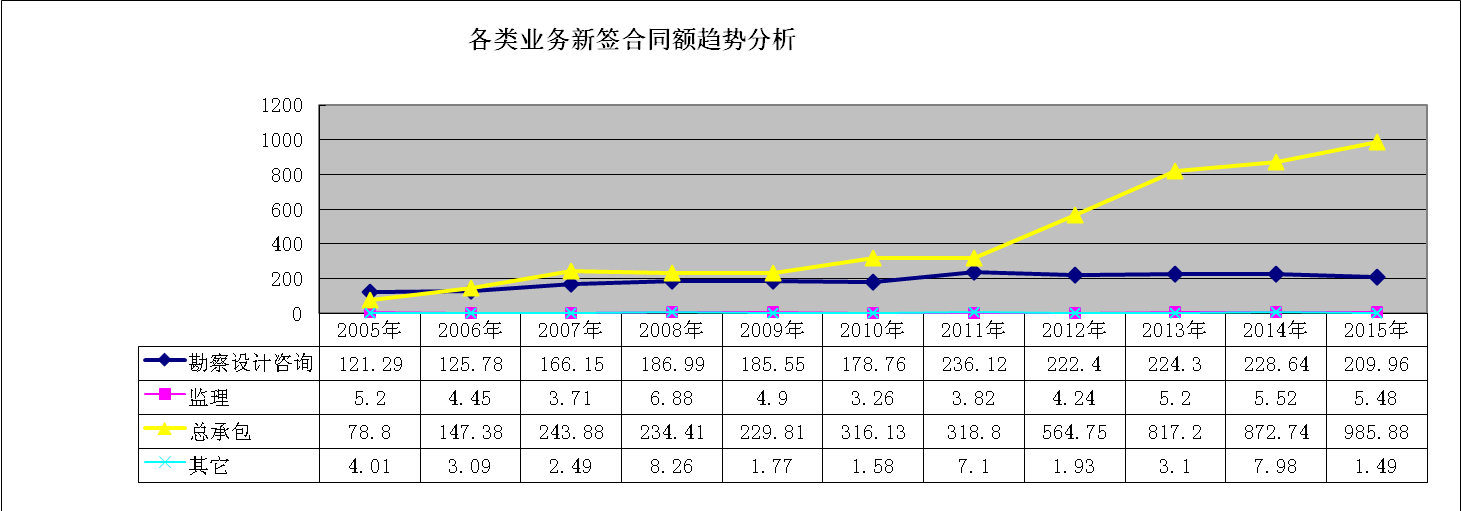 各类业务新签合同额趋势分析
1200
1000
800
600
400
200
0
2005年 2006年 2007年 2008年 2009年 2010年 2011年 2012年 2013年 2014年 2015年
勘察设计咨询 121.29 125.78 166.15 186.99 185.55 178.76 236.12 222.4 224.3 228.64 209.96
监理 5.2 4.45 3.71 6.88 4.9 3.26 3.82 4.24 5.2 5.52 5.48
总承包 78.8 147.38 243.88 234.41 229.81 316.13 318.8 564.75 817.2 872.74 985.88
其它 4.01 3.09 2.49 8.26 1.77 1.58 7.1 1.93 3.1 7.98 1.49